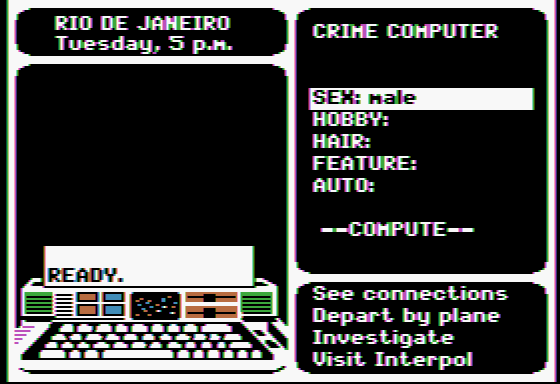 RIO DE JANEIRO
Tuesday, 5 p.m.
CRIME COMPUTER
SEX: male
HOBBY:
HAIR:
FEATURE:
AUTO:
--COMPUTE--
READY.
See connections
Depart by plane
Investigate
Visit Interpol